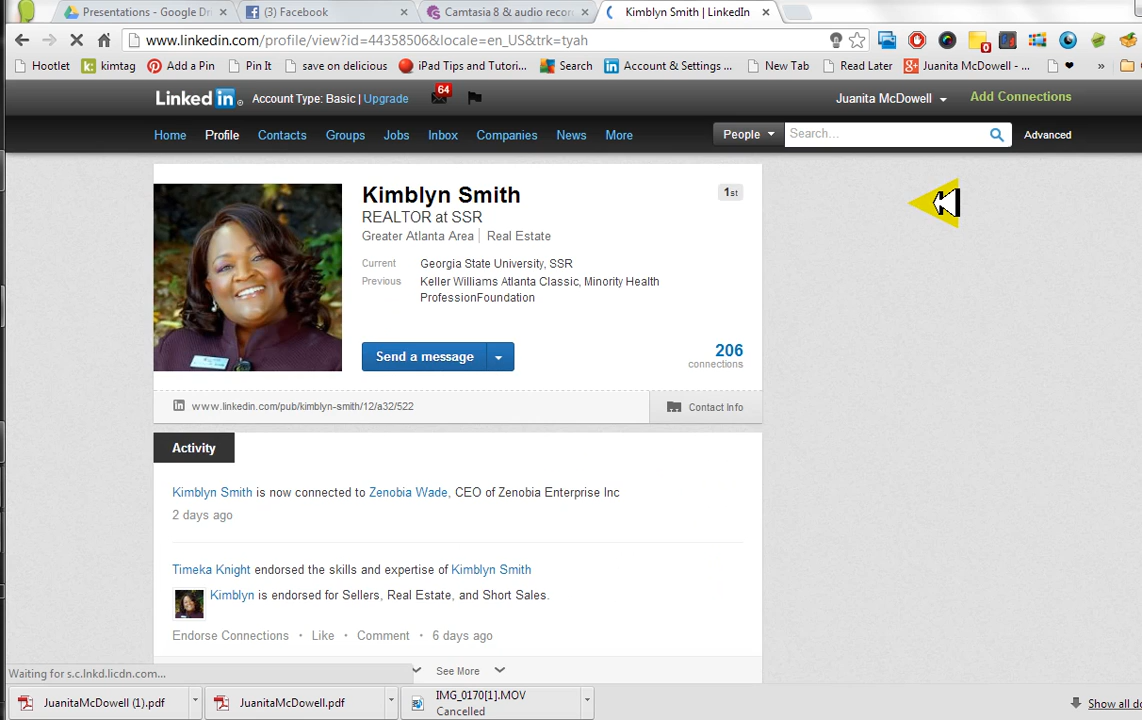 Presentations - Google Dri
(3) Facebook
Camtasia 8 & audio recor
Kimblyn Smith | LinkedIn
www.linkedin.com/profile/view?id=44358506&locale=en_US&trk=tyah
0
Hootlet
kimtag
Add a Pin
Pin It
save on delicious
iPad Tips and Tutori...
Search
Account & Settings ...
New Tab
Read Later
Juanita McDowell - ...
»
Linked in® Account Type: Basic | Upgrade
64
Juanita McDowell
Add Connections
Home Profile Contacts Groups Jobs Inbox Companies News More
People
Search...
Advanced
Kimblyn Smith
1st
REALTOR at SSR
Greater Atlanta Area | Real Estate
Current Georgia State University, SSR
Previous Keller Williams Atlanta Classic, Minority Health
ProfessionFoundation
Send a message
206
connections
in www.linkedin.com/pub/kimblyn-smith/12/a32/522
Contact Info
Activity
Kimblyn Smith is now connected to Zenobia Wade, CEO of Zenobia Enterprise Inc
2 days ago
Timeka Knight endorsed the skills and expertise of Kimblyn Smith
Kimblyn is endorsed for Sellers, Real Estate, and Short Sales.
Endorse Connections • Like • Comment • 6 days ago
See More
Waiting for s.c.lnkd.licdn.com...
JuanitaMcDowell (1).pdf
JuanitaMcDowell.pdf
IMG_0170[1].MOV
Cancelled
Show all do